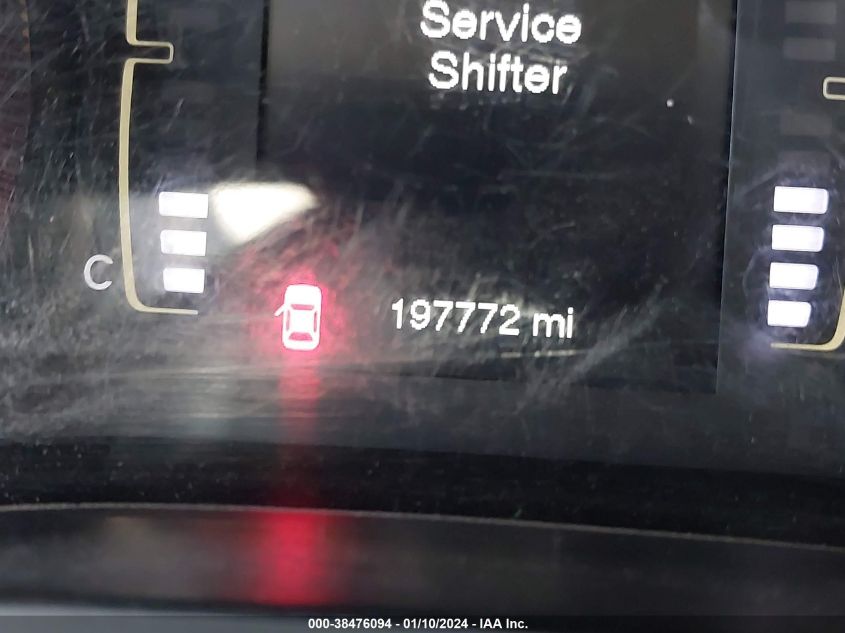 Service
Shifter
C
197772 mi
000-38476094 - 01/10/2024 - IAA Inc.